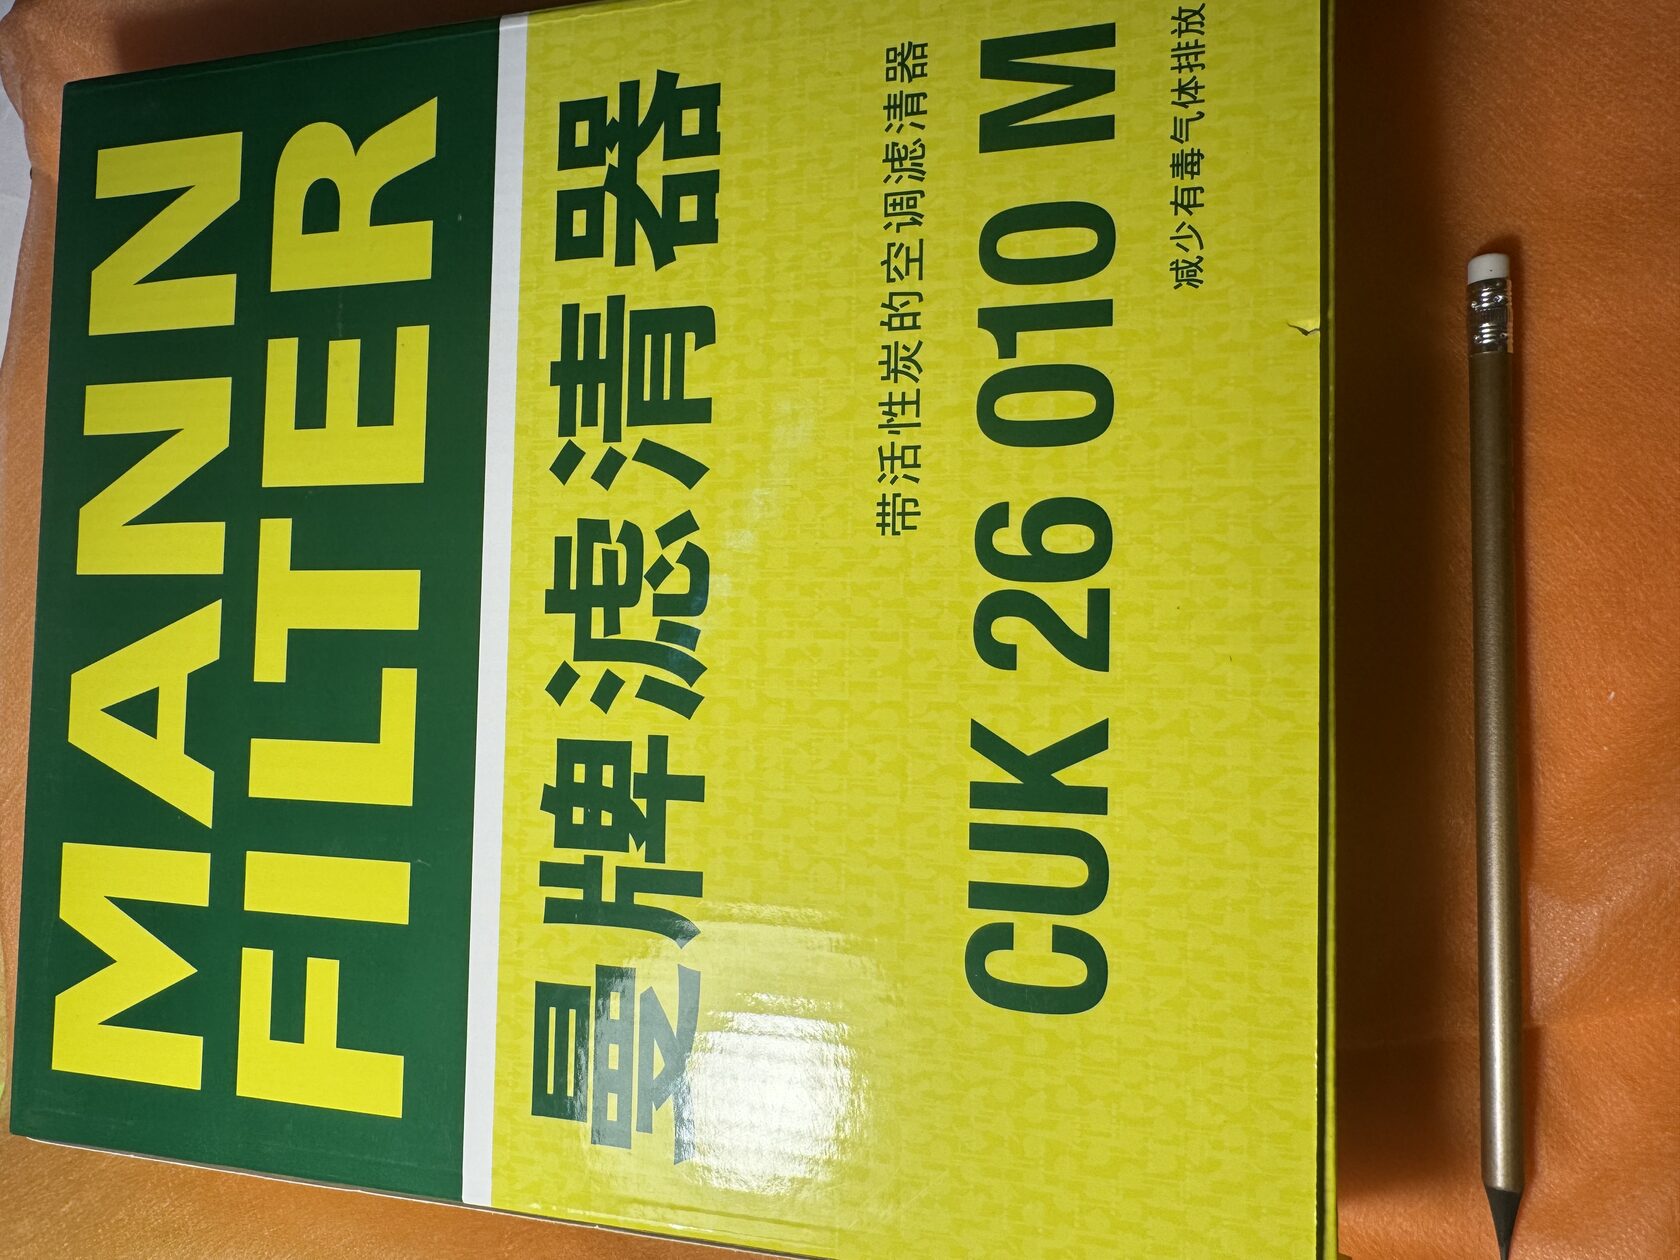 MANN
FILTER
曼牌滤清器
带活性炭的空调滤清器
CUK 26 010 M
减少有毒气体排放